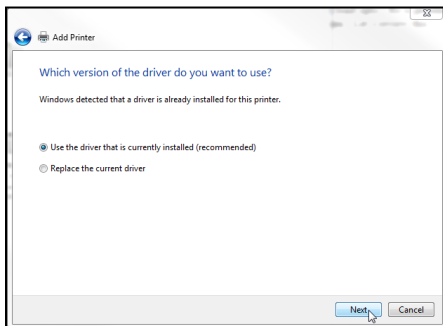 Add Printer
Which version of the driver do you want to use?
Windows detected that a driver is already installed for this printer.
Use the driver that is currently installed (recommended)
Replace the current driver
Next
Cancel